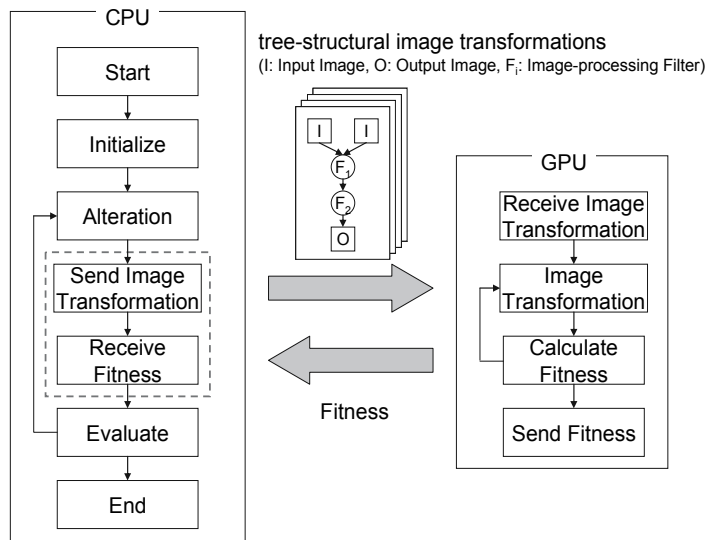 CPU
Start
Initialize
Alteration
Send Image
Transformation
Receive
Fitness
Evaluate
End
tree-structural image transformations
(I: Input Image, O: Output Image, Fi: Image-processing Filter)
I I
F1
F2
O
Fitness
GPU
Receive Image
Transformation
Image
Transformation
Calculate
Fitness
Send Fitness